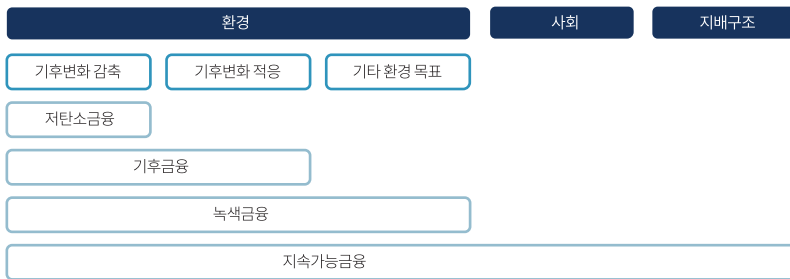 환경 사회 지배구조
기후변화 감축 기후변화 적응 기타 환경 목표
저탄소금융
기후금융
녹색금융
지속가능금융